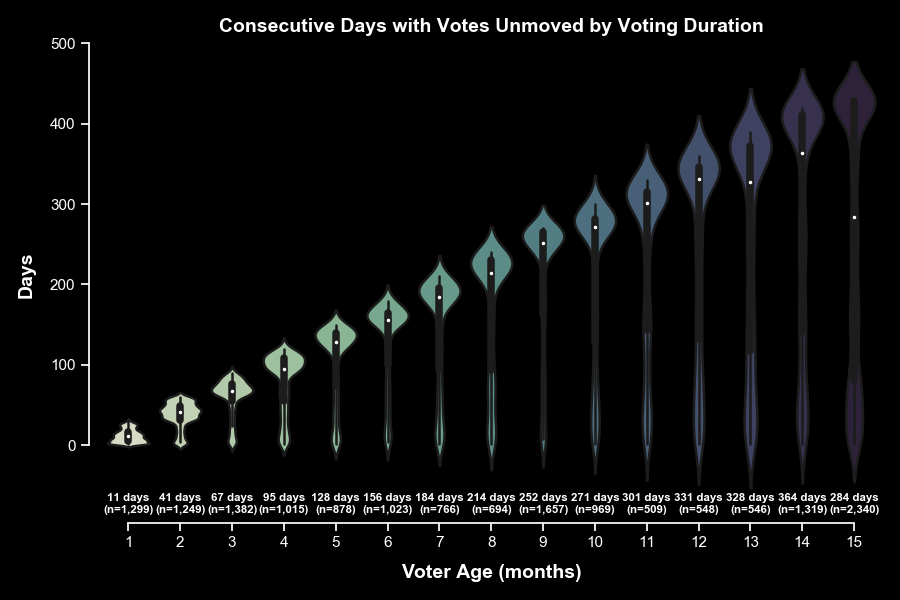 Consecutive Days with Votes Unmoved by Voting Duration
500
400
300
200
100
0
Days
11 days 41 days 67 days 95 days 128 days 156 days 184 days 214 days 252 days 271 days 301 days 331 days 328 days 364 days 284 days
(n=1,299) (n=1,249) (n=1,382) (n=1,015) (n=878) (n=1,023) (n=766) (n=694) (n=1,657) (n=969) (n=509) (n=548) (n=546) (n=1,319) (n=2,340)
1 2 3 4 5 6 7 8 9 10 11 12 13 14 15
Voter Age (months)